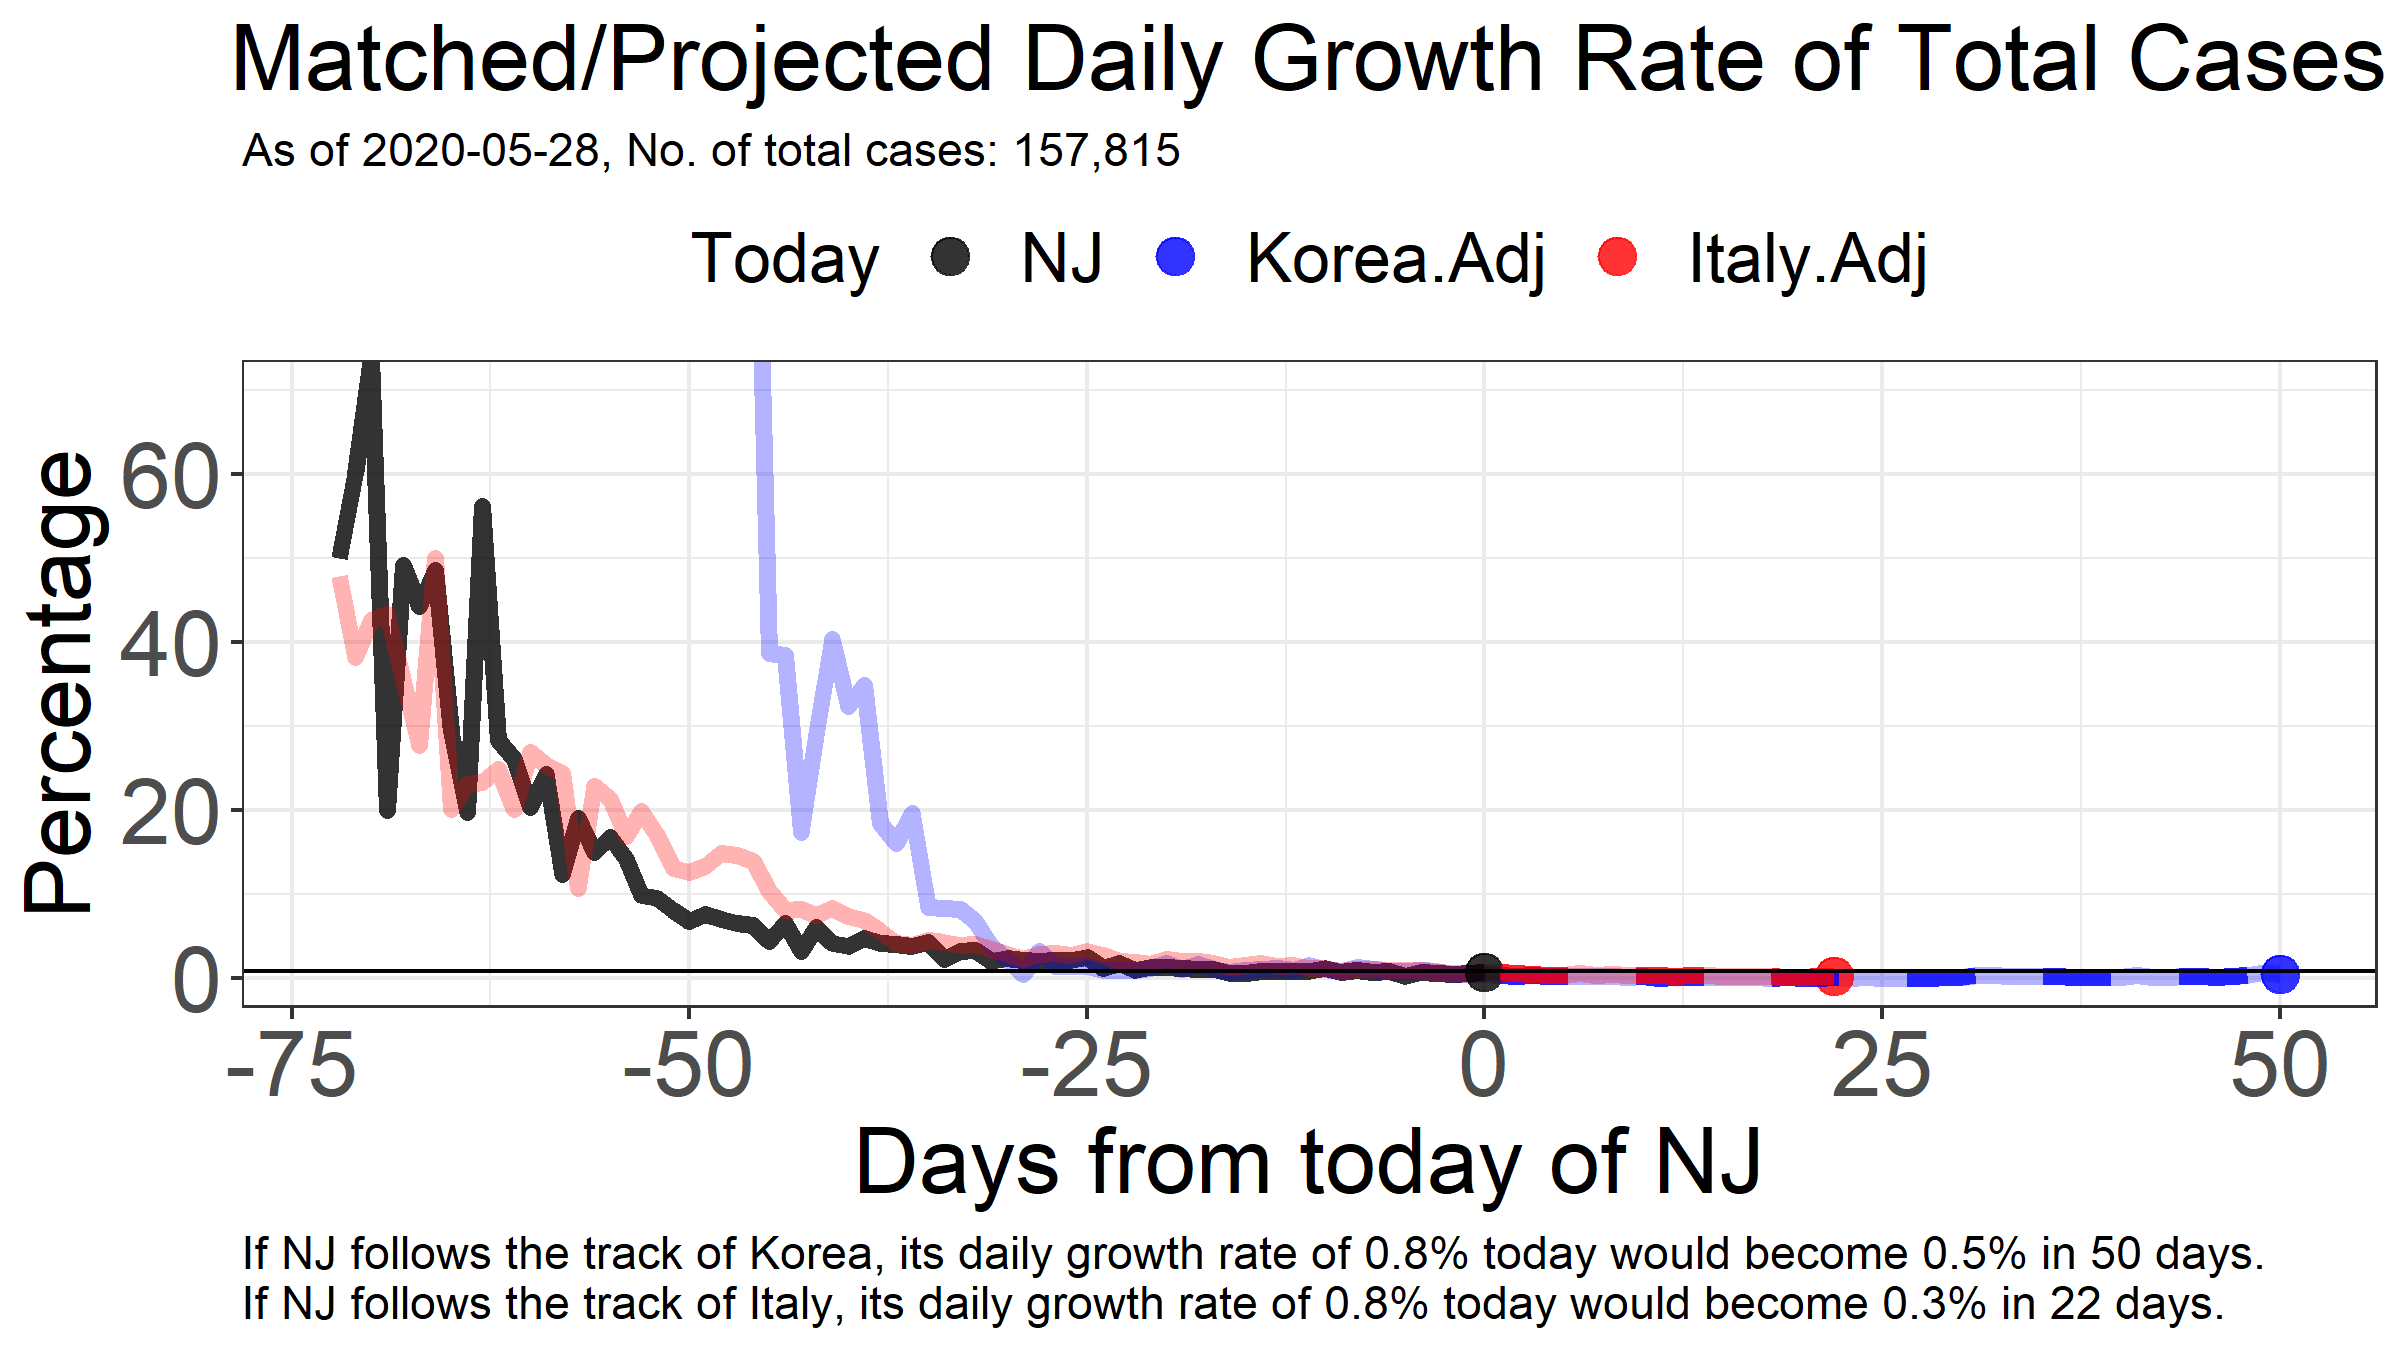 Matched/Projected Daily Growth Rate of Total Cases
As of 2020-05-28, No. of total cases: 157,815
Today NJ Korea.Adj Italy.Adj
Percentage
60
40
20
0
-75 -50 -25 0 25 50
Days from today of NJ
If NJ follows the track of Korea, its daily growth rate of 0.8% today would become 0.5% in 50 days.
If NJ follows the track of Italy, its daily growth rate of 0.8% today would become 0.3% in 22 days.